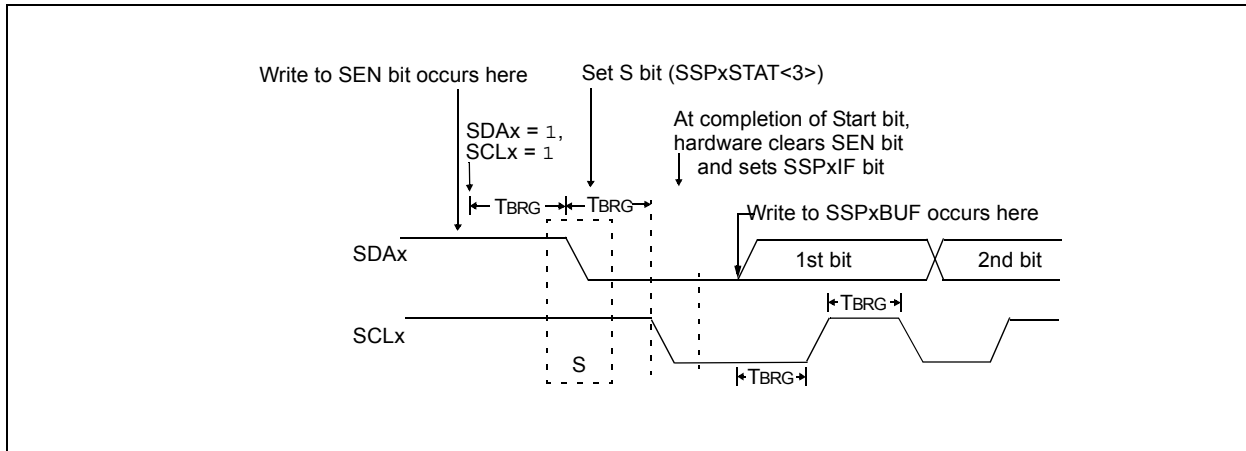 Write to SEN bit occurs here
Set S bit (SSPxSTAT<3>)
SDAx = 1,
SCLx = 1
At completion of Start bit,
hardware clears SEN bit
and sets SSPxIF bit
TBRG
TBRG
Write to SSPxBUF occurs here
SDAx
1st bit
2nd bit
TBRG
SCLx
S
TBRG